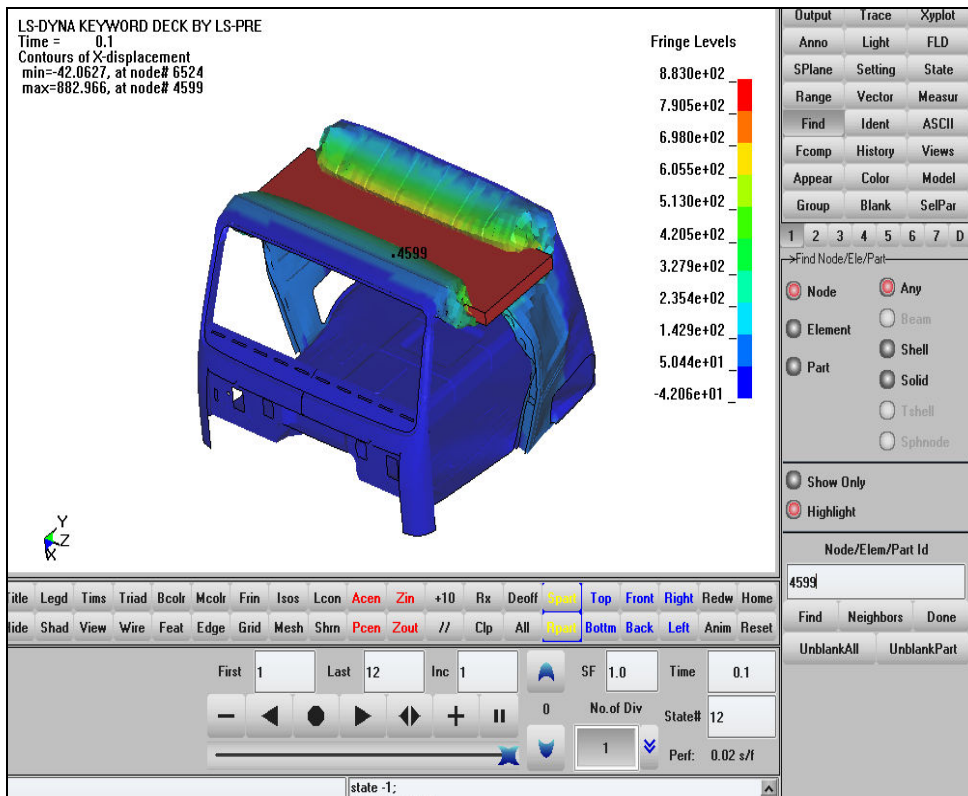 LS-DYNA KEYWORD DECK BY LS-PRE
Time = 0.1
Contours of X-displacement
min=-42.0627, at node# 6524
max=882.966, at node# 4599
Fringe Levels
8.830e+02
7.905e+02
6.980e+02
6.055e+02
5.130e+02
4.205e+02
3.279e+02
2.354e+02
1.429e+02
5.044e+01
-4.206e+01
4599
Y
Z
X
Output Trace Xyplot
Anno Light FLD
SPlane Setting State
Range Vector Measur
Find Ident ASCII
Fcomp History Views
Appear Color Model
Group Blank SelPar
1 2 3 4 5 6 7 D
Find Node/Ele/Part
Node Any
Beam
Element
Shell
Part
Solid
Tshell
Sphnode
Show Only
Highlight
Node/Elem/Part Id
4599
Find Neighbors Done
UnblankAll UnblankPart
Title Legd Tims Triad Bcolr Mcolr Frin Isos Lcon Acen Zin +10 Rx Deoff Spart Top Front Right Redw Home
Hide Shad View Wire Feat Edge Grid Mesh Shrn Pcen Zout // Clp All Rpart Bottm Back Left Anim Reset
First 1 Last 12 Inc 1 SF 1.0 Time 0.1
0 No.of Div State# 12
1 Perf: 0.02 s/f
state -1;